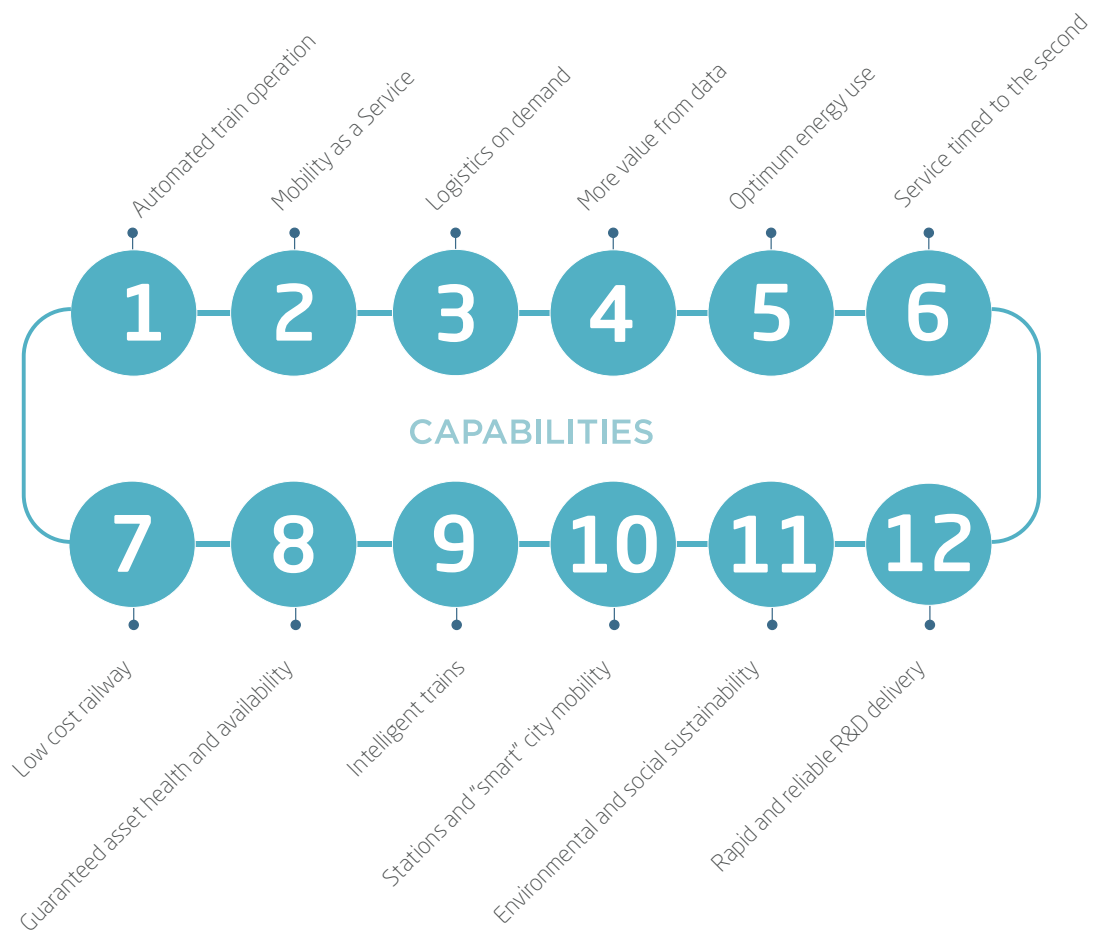 Automated train operation
Mobility as a Service
Logistics on demand
More value from data
Optimum energy use
Service timed to the second
1
2
3
4
5
6
CAPABILITIES
7
8
9
10
11
12
Low cost railway
Guaranteed asset health and availability
Intelligent trains
Stations and "smart" city mobility
Environmental and social sustainability
Rapid and reliable R&D delivery